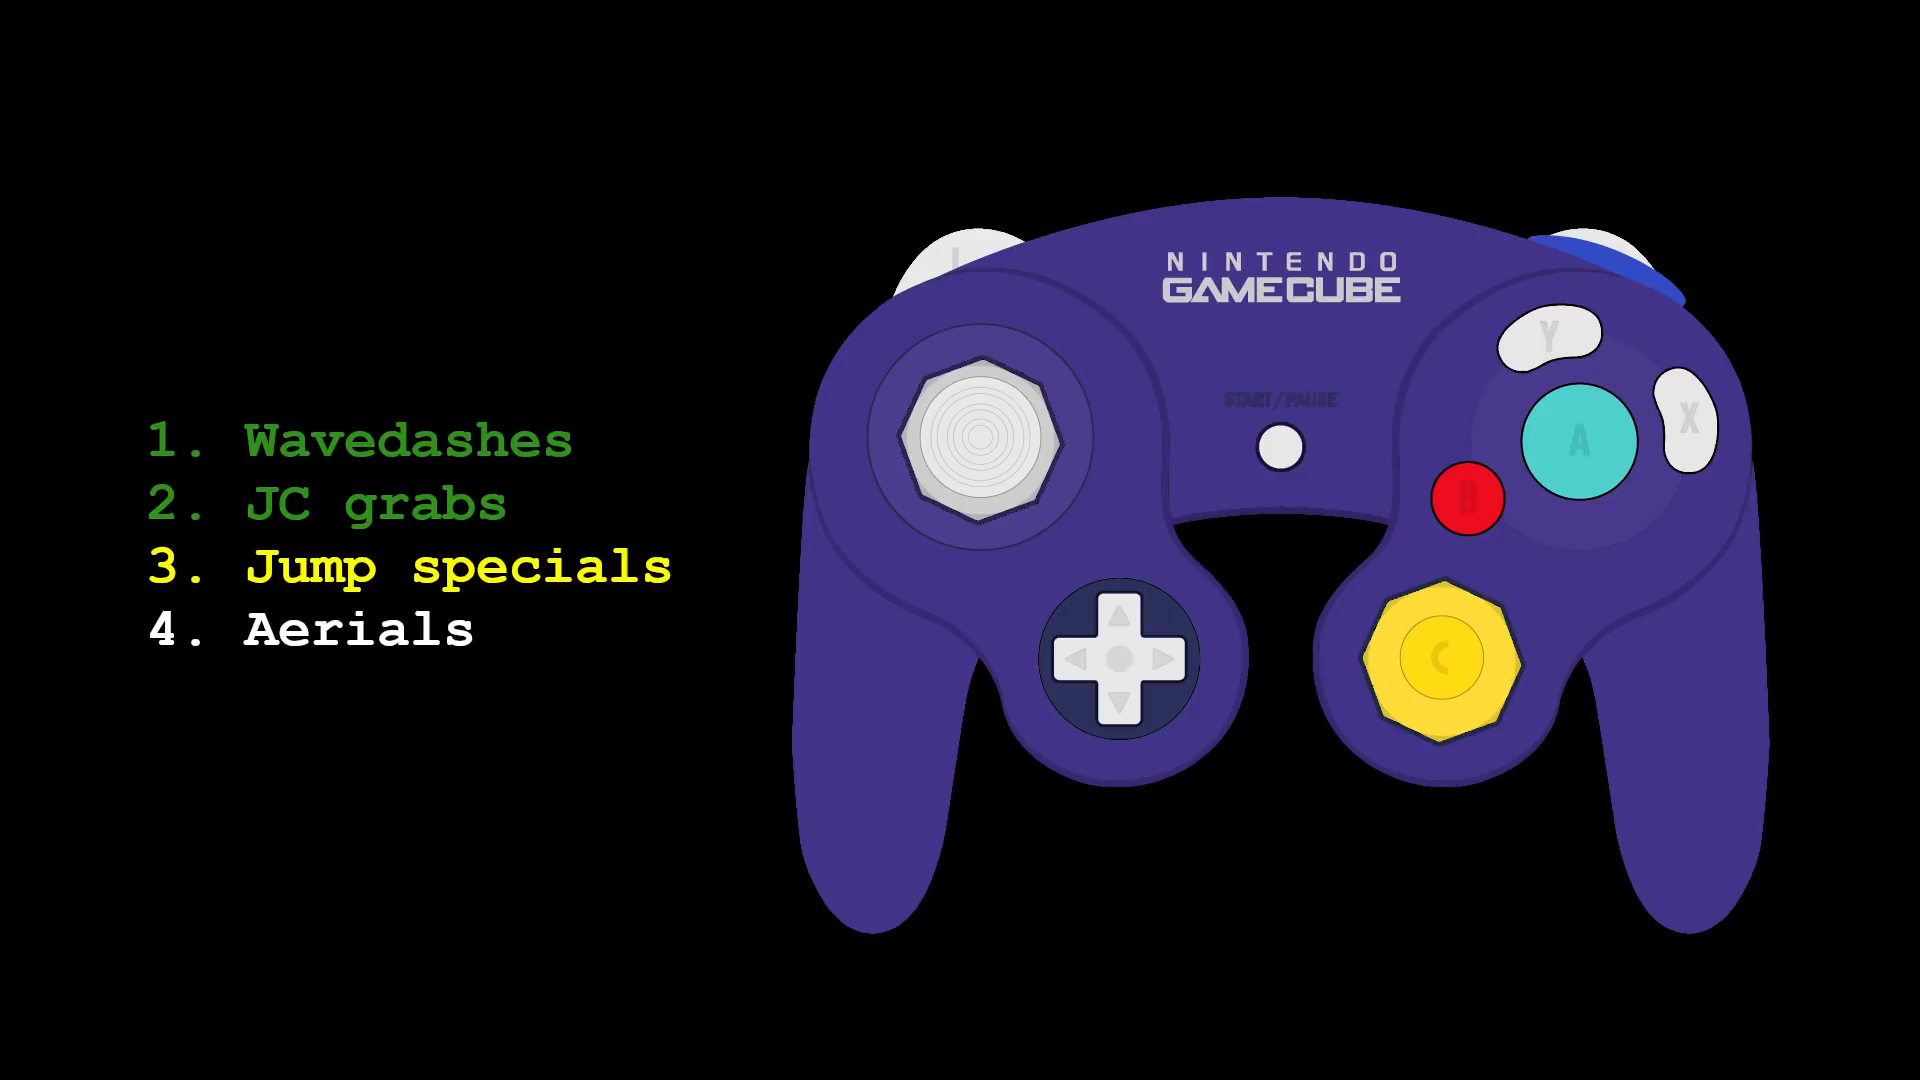 1. Wavedashes
2. JC grabs
3. Jump specials
4. Aerials
NINTENDO
GAMECUBE
START/PAUSE
Y
X
A
B
C